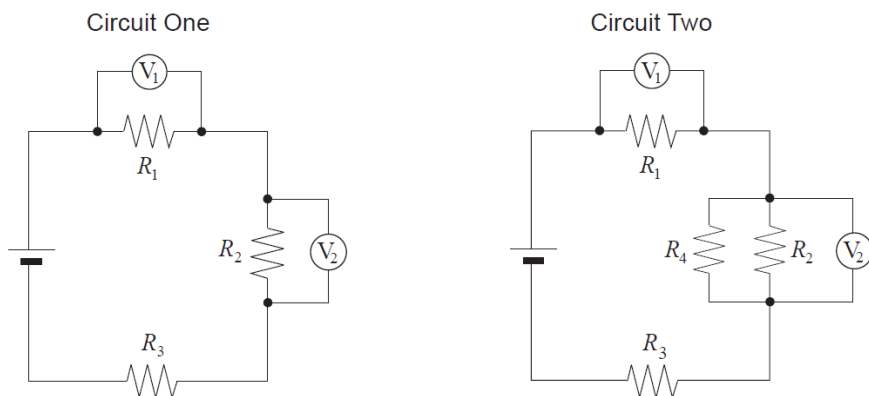 Circuit One
V1
R1
R2
V2
R3
Circuit Two
V1
R1
R4
R2
V2
R3